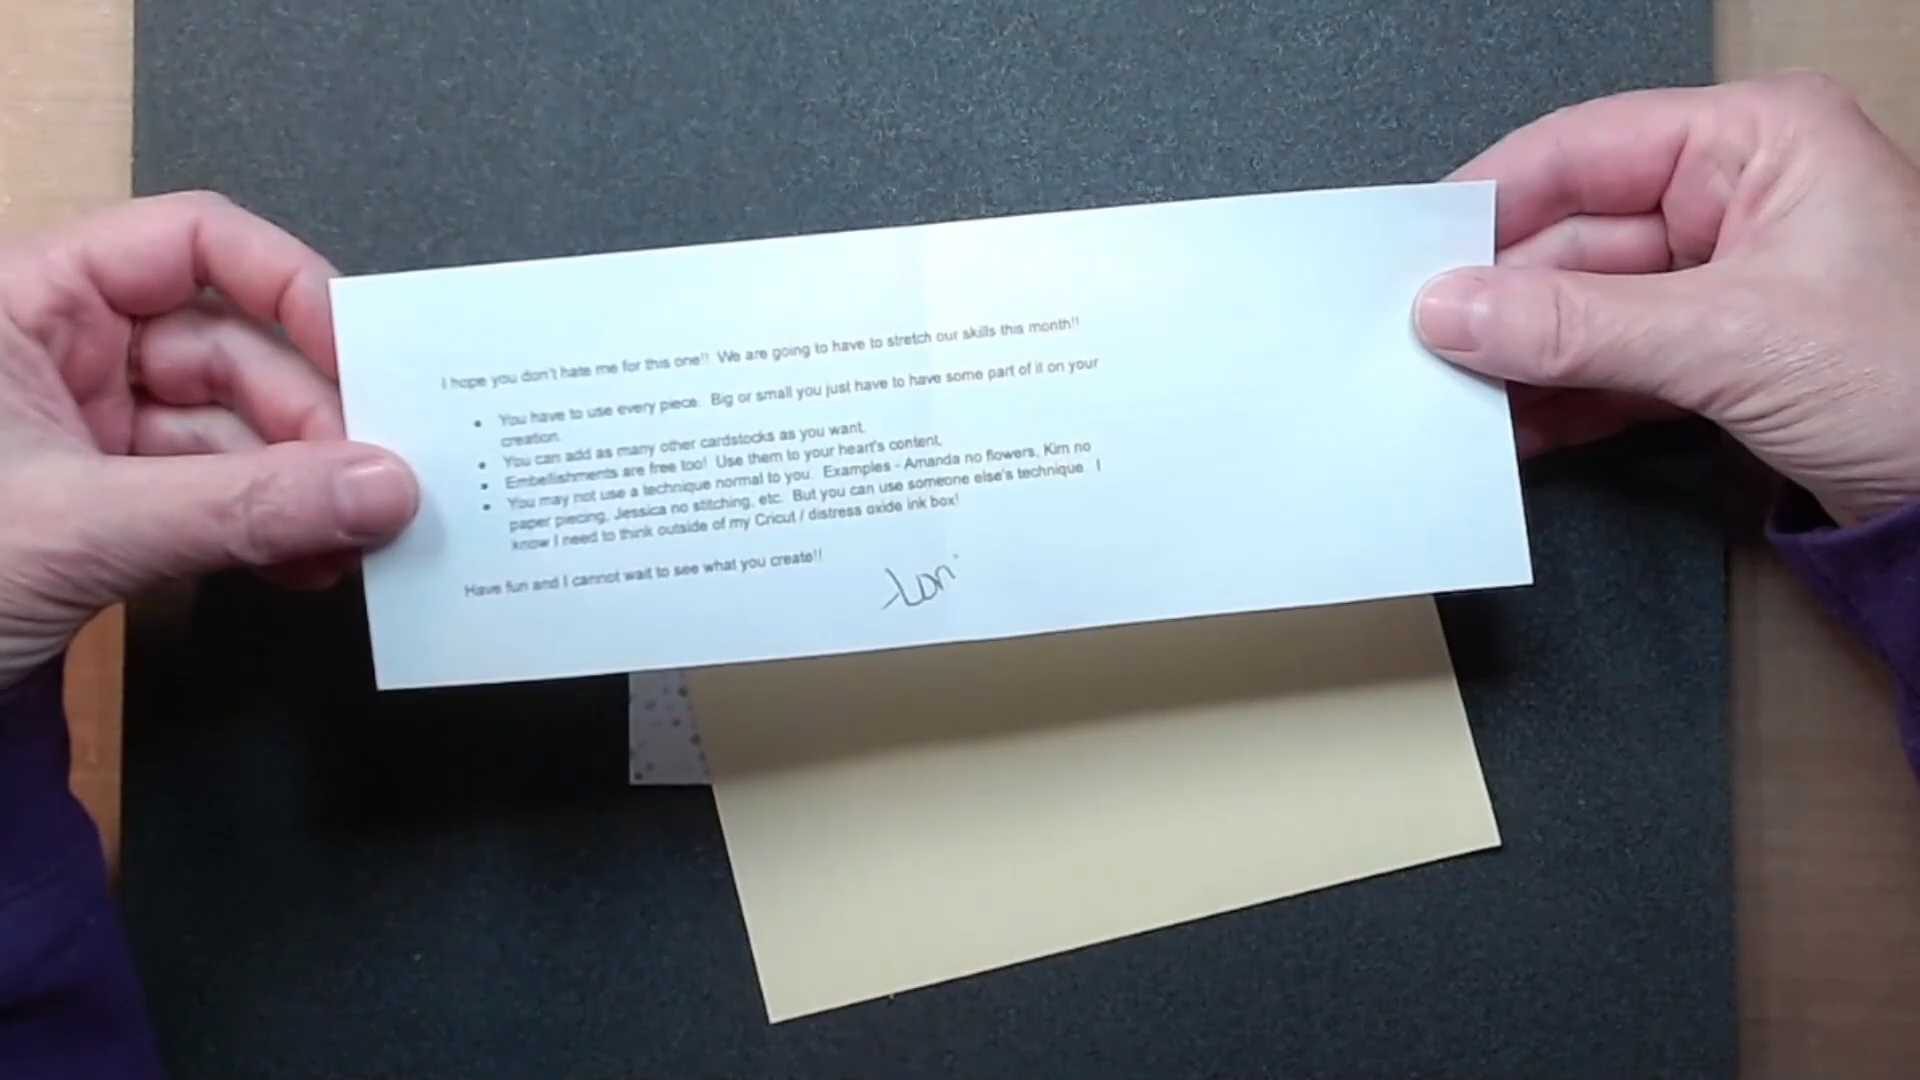 I hope you don't hate me for this one!! We are going to have to stretch our skills this month!!
• You have to use every piece. Big or small you just have to have some part of it on your
creation.
• You can add as many other cardstocks as you want.
• Embellishments are free too! Use them to your heart's content.
• You may not use a technique normal to you. Examples - Amanda no flowers, Kim no
paper piecing, Jessica no stitching, etc. But you can use someone else's technique. I
know I need to think outside of my Cricut / distress oxide ink box!
Have fun and I cannot wait to see what you create!!
Lori